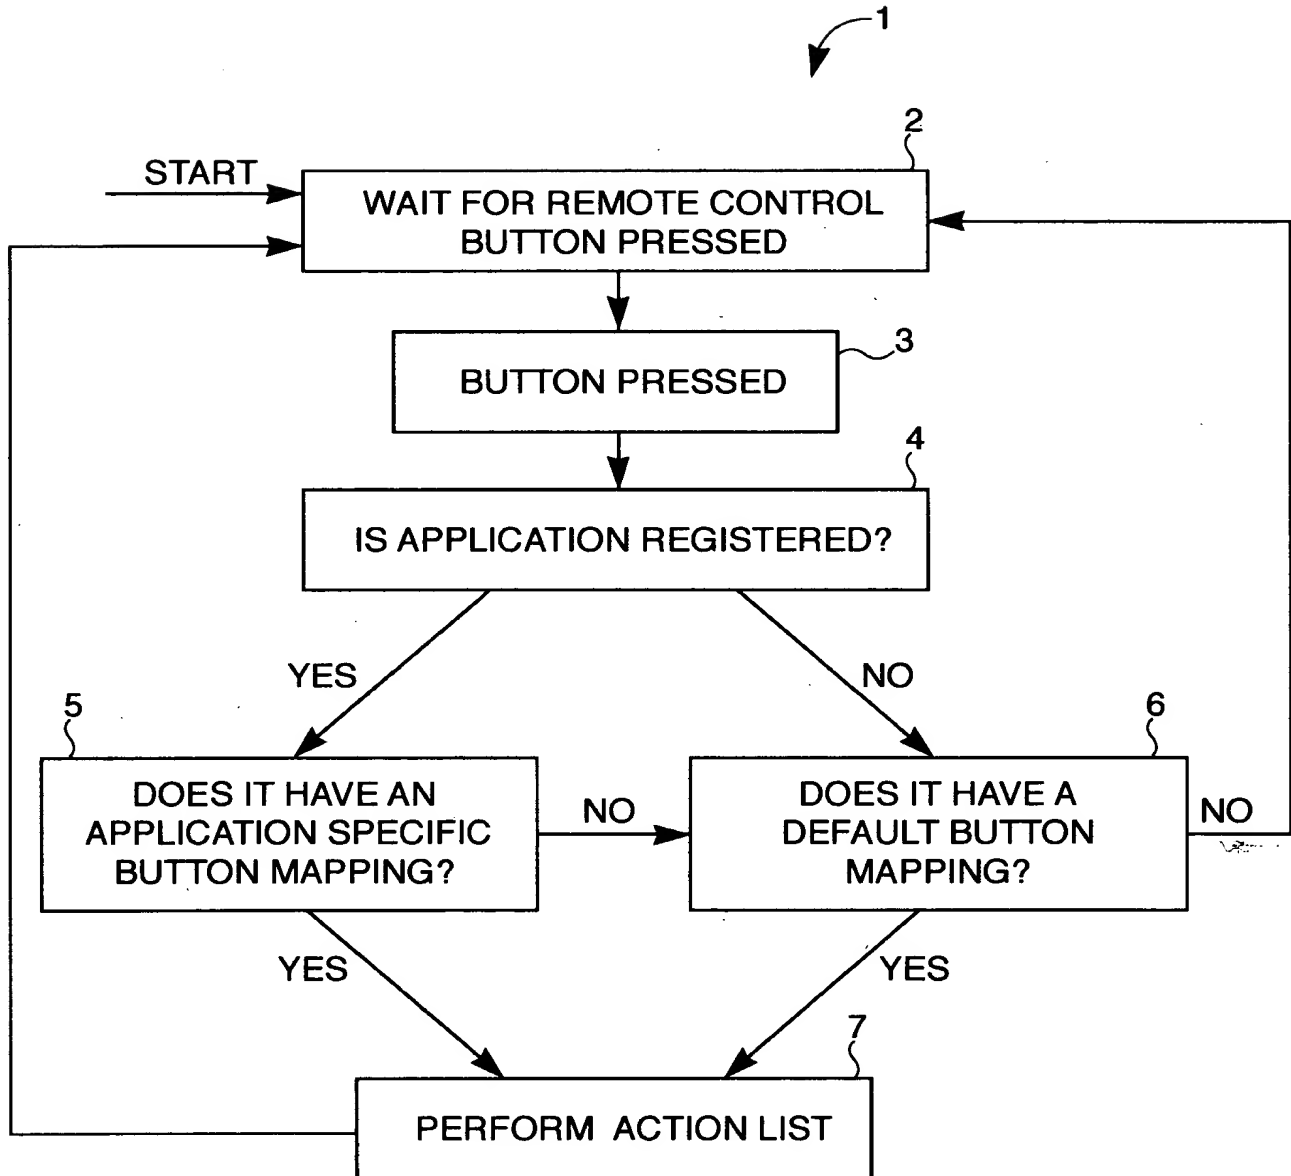 1
2
START
WAIT FOR REMOTE CONTROL
BUTTON PRESSED
3
BUTTON PRESSED
4
IS APPLICATION REGISTERED?
YES
NO
5
6
DOES IT HAVE AN
APPLICATION SPECIFIC
BUTTON MAPPING?
NO
DOES IT HAVE A
DEFAULT BUTTON
MAPPING?
NO
YES
YES
7
PERFORM ACTION LIST